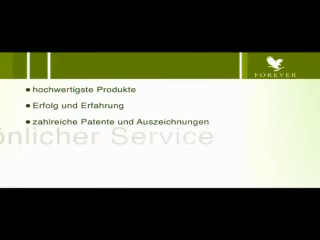 FOREVER
● hochwertigste Produkte
● Erfolg und Erfahrung
● zahlreiche Patente und Auszeichnungen
önlicher Service